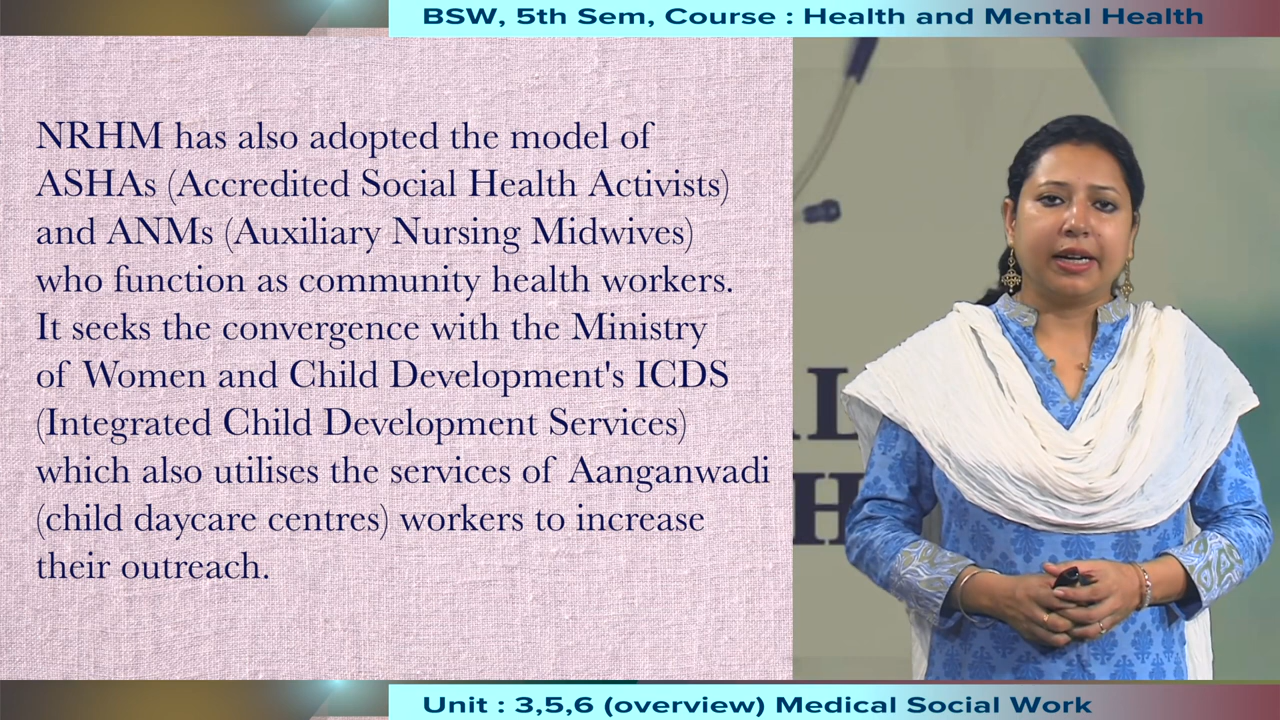 BSW, 5th Sem, Course : Health and Mental Health
NRHM has also adopted the model of
ASHAs (Accredited Social Health Activists)
and ANMs (Auxiliary Nursing Midwives)
who function as community health workers.
It seeks the convergence with the Ministry
of Women and Child Development's ICDS
(Integrated Child Development Services)
which also utilises the services of Aanganwadi
(child daycare centres) workers to increase
their outreach.
Unit : 3,5,6 (overview) Medical Social Work